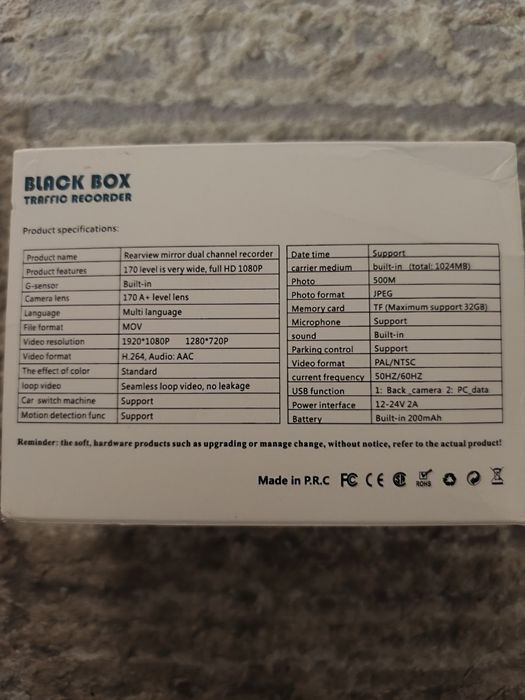 BLACK BOX
TRAFFIC RECORDER
Product specifications:
Product name Rearview mirror dual channel recorder
Product features 170 level is very wide, full HD 1080P
G-sensor Built-in
Camera lens 170 A+ level lens
Language Multi language
File format MOV
Video resolution 1920*1080P 1280*720P
Video format H.264, Audio: AAC
The effect of color Standard
loop video Seamless loop video, no leakage
Car switch machine Support
Motion detection func Support
Date time Support
carrier medium built-in (total: 1024MB)
Photo 500M
Photo format JPEG
Memory card TF (Maximum support 32GB)
Microphone Support
sound Built-in
Parking control Support
Video format PAL/NTSC
current frequency 50HZ/60HZ
USB function 1: Back_camera 2: PC_data
Power interface 12-24V 2A
Battery Built-in 200mAh
Reminder: the soft, hardware products such as upgrading or manage change, without notice, refer to the actual product!
Made in P.R.C FC CE ROHS